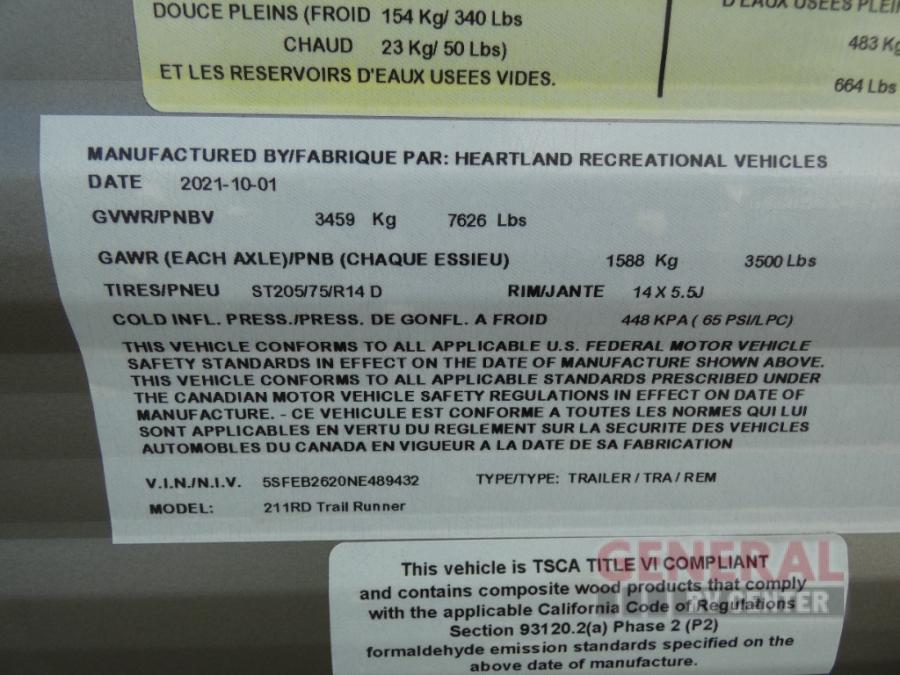 DOUCE PLEINS (FROID 154 Kg/ 340 Lbs
CHAUD 23 Kg/ 50 Lbs)
ET LES RESERVOIRS D'EAUX USEES VIDES.
D'EAUX USEES
483 Kg
664 Lbs
MANUFACTURED BY/FABRIQUE PAR: HEARTLAND RECREATIONAL VEHICLES
DATE 2021-10-01
GVWR/PNBV 3459 Kg 7626 Lbs
GAWR (EACH AXLE)/PNB (CHAQUE ESSIEU) 1588 Kg 3500 Lbs
TIRES/PNEU ST205/75/R14 D RIM/JANTE 14 X 5.5J
COLD INFL. PRESS./PRESS. DE GONFL. A FROID 448 KPA ( 65 PSI/LPC)
THIS VEHICLE CONFORMS TO ALL APPLICABLE U.S. FEDERAL MOTOR VEHICLE
SAFETY STANDARDS IN EFFECT ON THE DATE OF MANUFACTURE SHOWN ABOVE.
THIS VEHICLE CONFORMS TO ALL APPLICABLE STANDARDS PRESCRIBED UNDER
THE CANADIAN MOTOR VEHICLE SAFETY REGULATIONS IN EFFECT ON DATE OF
MANUFACTURE. - CE VEHICULE EST CONFORME A TOUTES LES NORMES QUI LUI
SONT APPLICABLES EN VERTU DU REGLEMENT SUR LA SECURITE DES VEHICLES
AUTOMOBLES DU CANADA EN VIGUEUR A LA DATE DE SA FABRICATION
V.I.N./N.I.V. 5SFEB2620NE489432 TYPE/TYPE: TRAILER / TRA / REM
MODEL: 211RD Trail Runner
This vehicle is TSCA TITLE VI COMPLIANT
and contains composite wood products that comply
with the applicable California Code of Regulations
Section 93120.2(a) Phase 2 (P2)
formaldehyde emission standards specified on the
above date of manufacture.
GENERAL
RV CENTER